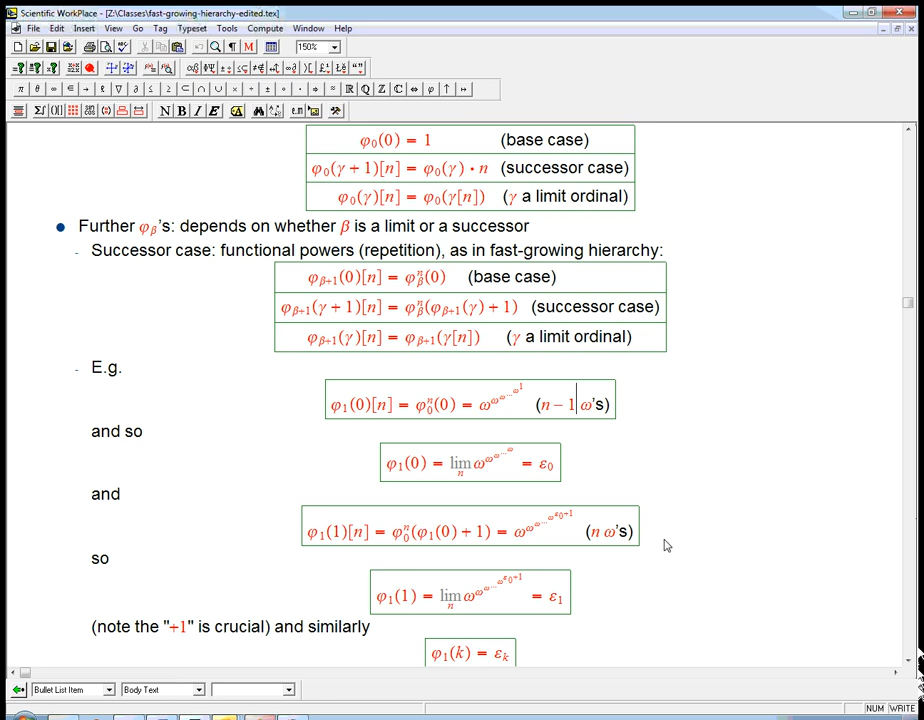 Scientific WorkPlace - [Z:\Classes\fast-growing-hierarchy-edited.tex]
File Edit Insert View Go Tag Typeset Tools Compute Window Help
150%
φ₀(0) = 1 (base case)
φ₀(γ + 1)[n] = φ₀(γ) • n (successor case)
φ₀(γ)[n] = φ₀(γ[n]) (γ a limit ordinal)
Further φ_β's: depends on whether β is a limit or a successor
- Successor case: functional powers (repetition), as in fast-growing hierarchy:
φ_{β+1}(0)[n] = φ_β^n(0) (base case)
φ_{β+1}(γ + 1)[n] = φ_β^n(φ_{β+1}(γ) + 1) (successor case)
φ_{β+1}(γ)[n] = φ_{β+1}(γ[n]) (γ a limit ordinal)
- E.g.
φ₁(0)[n] = φ₀^n(0) = ω^{ω^{ω^{...^{ω^1}}}} (n − 1 ω's)
and so
φ₁(0) = lim_n ω^{ω^{ω^{...^ω}}} = ε₀
and
φ₁(1)[n] = φ₀^n(φ₁(0) + 1) = ω^{ω^{ω^{...^{ω^{ε₀+1}}}}} (n ω's)
so
φ₁(1) = lim_n ω^{ω^{ω^{...^{ω^{ε₀+1}}}}} = ε₁
(note the "+1" is crucial) and similarly
φ₁(k) = ε_k
Bullet List Item Body Text
NUM WRITE